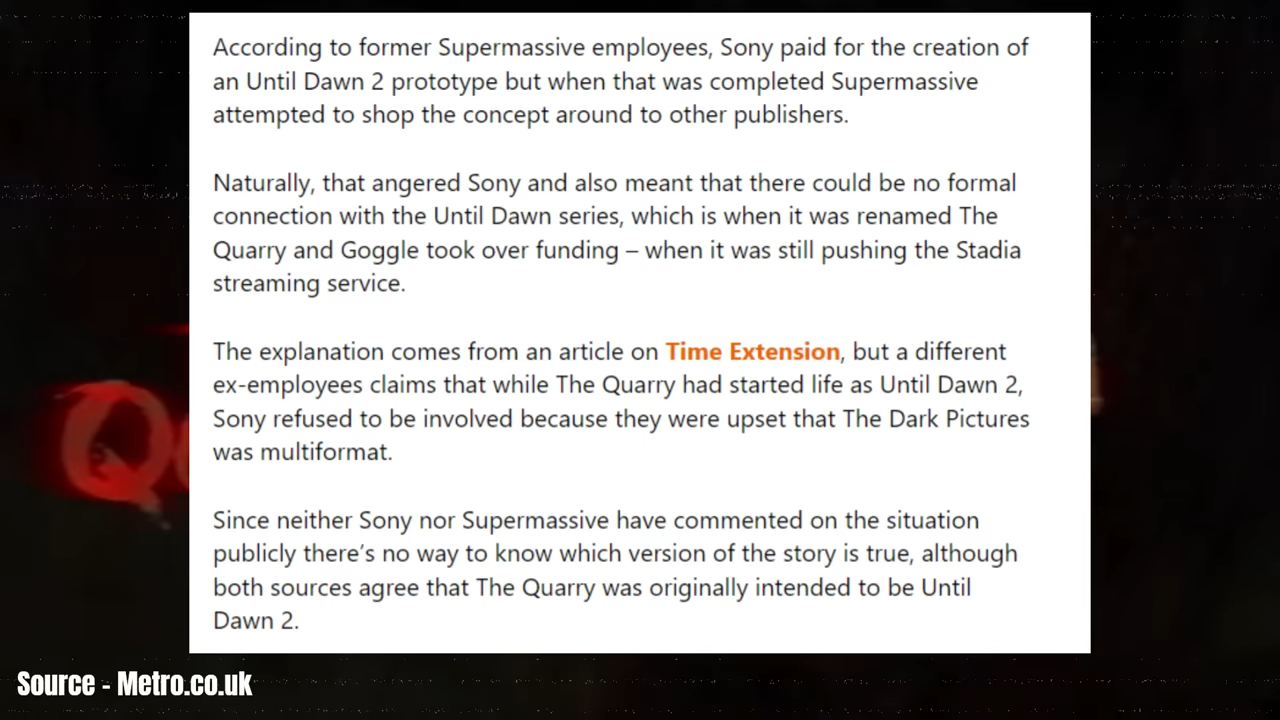 According to former Supermassive employees, Sony paid for the creation of
an Until Dawn 2 prototype but when that was completed Supermassive
attempted to shop the concept around to other publishers.
Naturally, that angered Sony and also meant that there could be no formal
connection with the Until Dawn series, which is when it was renamed The
Quarry and Goggle took over funding – when it was still pushing the Stadia
streaming service.
The explanation comes from an article on Time Extension, but a different
ex-employees claims that while The Quarry had started life as Until Dawn 2,
Sony refused to be involved because they were upset that The Dark Pictures
was multiformat.
Since neither Sony nor Supermassive have commented on the situation
publicly there's no way to know which version of the story is true, although
both sources agree that The Quarry was originally intended to be Until
Dawn 2.
Source - Metro.co.uk